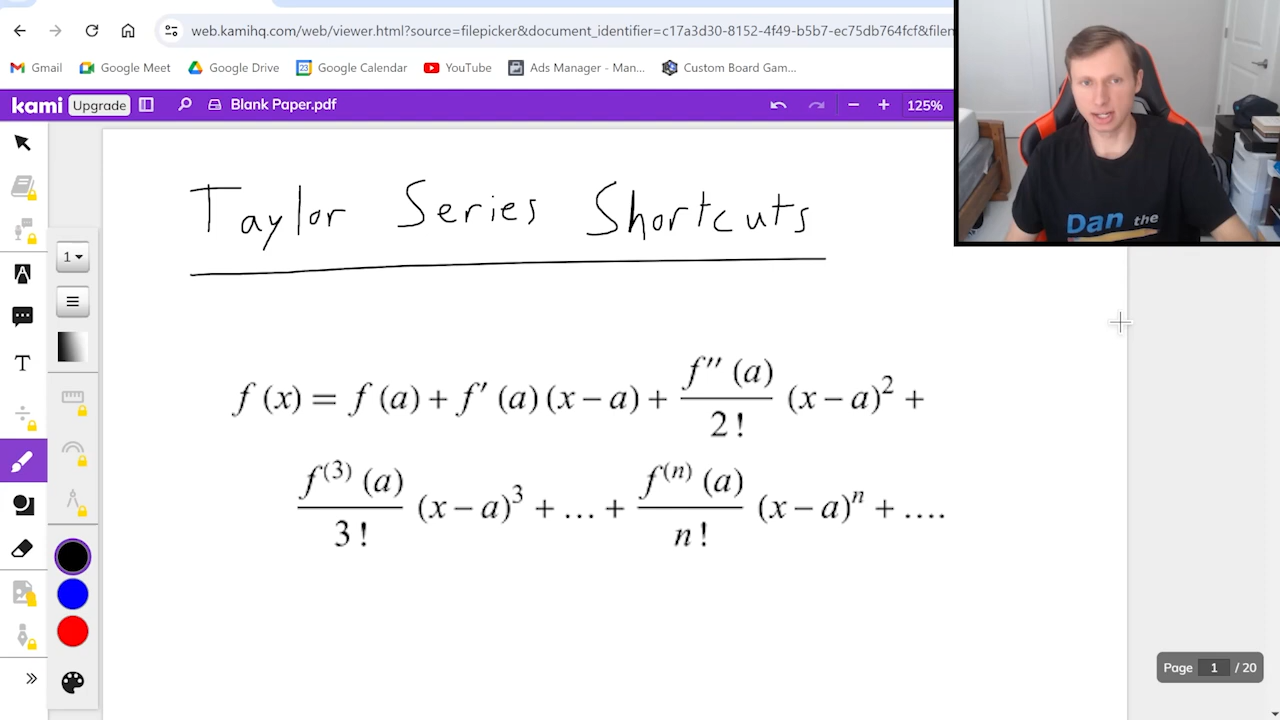 web.kamihq.com/web/viewer.html?source=filepicker&document_identifier=c17a3d30-8152-4f49-b5b7-ec75db764fcf&filen
Gmail Google Meet Google Drive 23 Google Calendar YouTube Ads Manager - Man... Custom Board Gam...
kami Upgrade Blank Paper.pdf 125%
Dan the
Taylor Series Shortcuts
1
T
f (x) = f (a) + f′ (a) (x − a) + f″ (a) / 2! (x − a)² +
f⁽³⁾ (a) / 3! (x − a)³ + ... + f⁽ⁿ⁾ (a) / n! (x − a)ⁿ + ....
Page 1 / 20